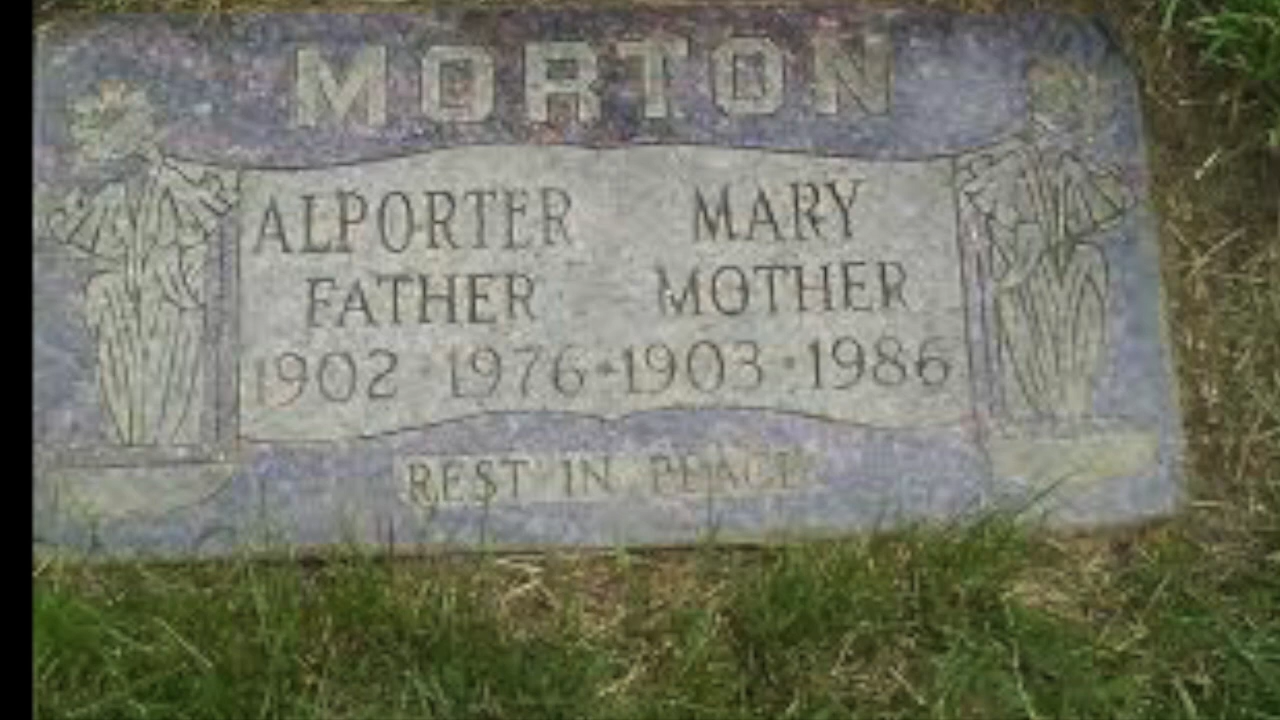 MORTON
ALPORTER MARY
FATHER MOTHER
1902 · 1976 · 1903 · 1986
REST IN PEACE